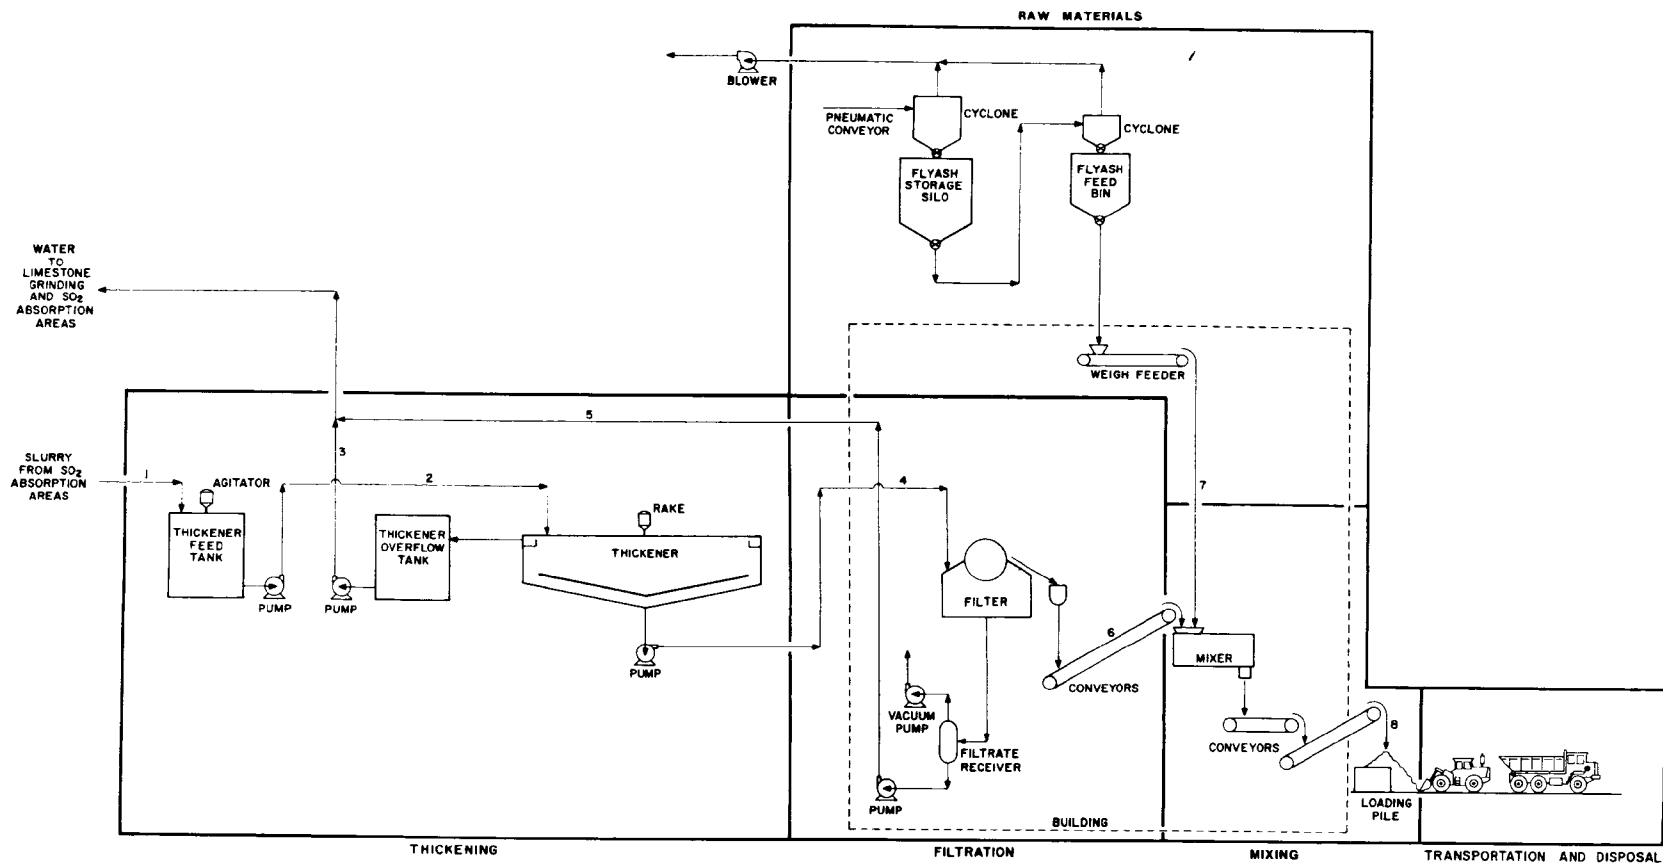 RAW MATERIALS
BLOWER
PNEUMATIC
CONVEYOR
CYCLONE
CYCLONE
FLYASH
STORAGE
SILO
FLYASH
FEED
BIN
WATER
TO
LIMESTONE
GRINDING
AND SO2
ABSORPTION
AREAS
WEIGH FEEDER
5
3
SLURRY
FROM SO2
ABSORPTION
AREAS
1
AGITATOR
2
4
7
RAKE
THICKENER
FEED
TANK
THICKENER
OVERFLOW
TANK
THICKENER
PUMP
PUMP
PUMP
FILTER
6
CONVEYORS
MIXER
VACUUM
PUMP
FILTRATE
RECEIVER
PUMP
CONVEYORS
8
LOADING
PILE
BUILDING
THICKENING
FILTRATION
MIXING
TRANSPORTATION AND DISPOSAL